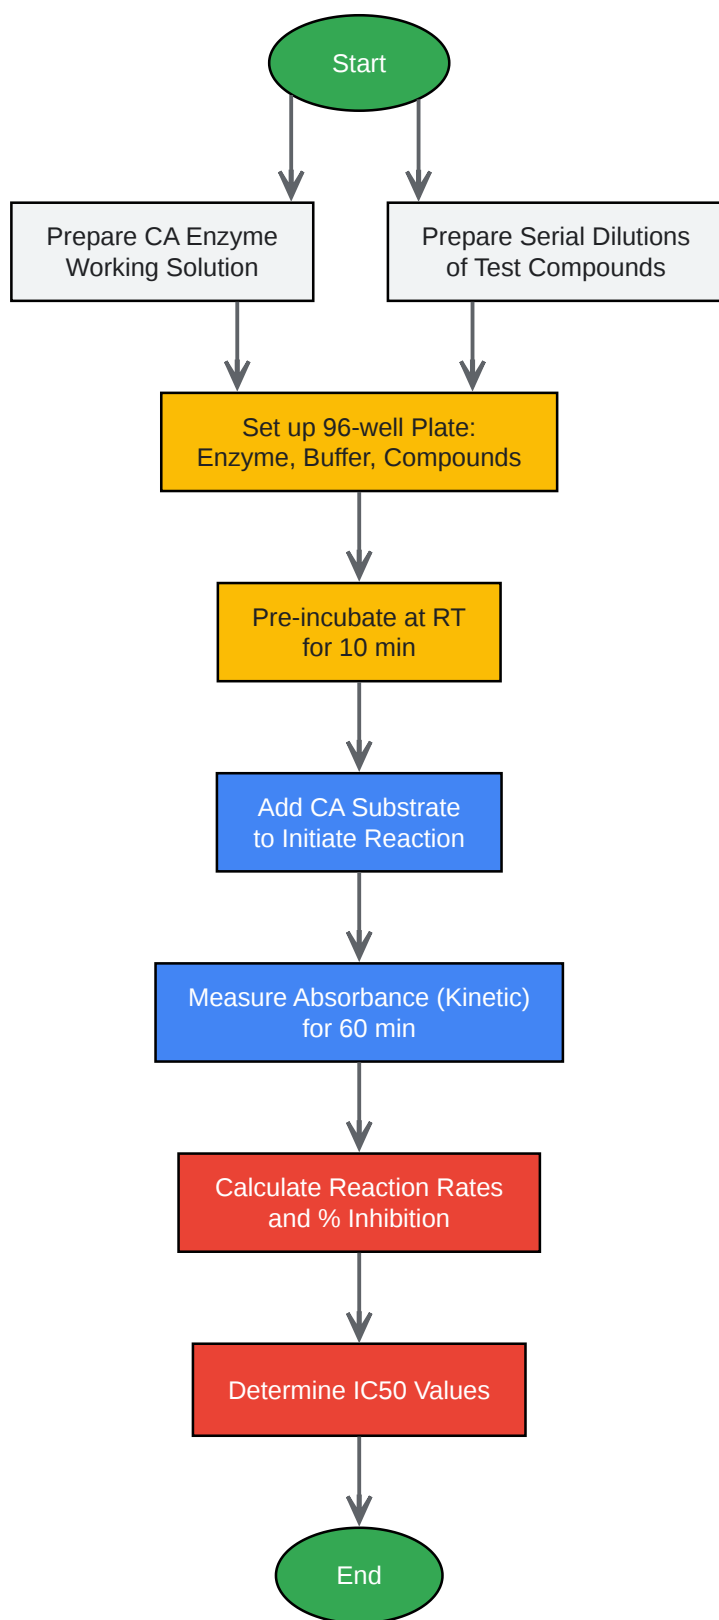 Start
Prepare CA Enzyme
Working Solution
Prepare Serial Dilutions
of Test Compounds
Set up 96-well Plate:
Enzyme, Buffer, Compounds
Pre-incubate at RT
for 10 min
Add CA Substrate
to Initiate Reaction
Measure Absorbance (Kinetic)
for 60 min
Calculate Reaction Rates
and % Inhibition
Determine IC50 Values
End